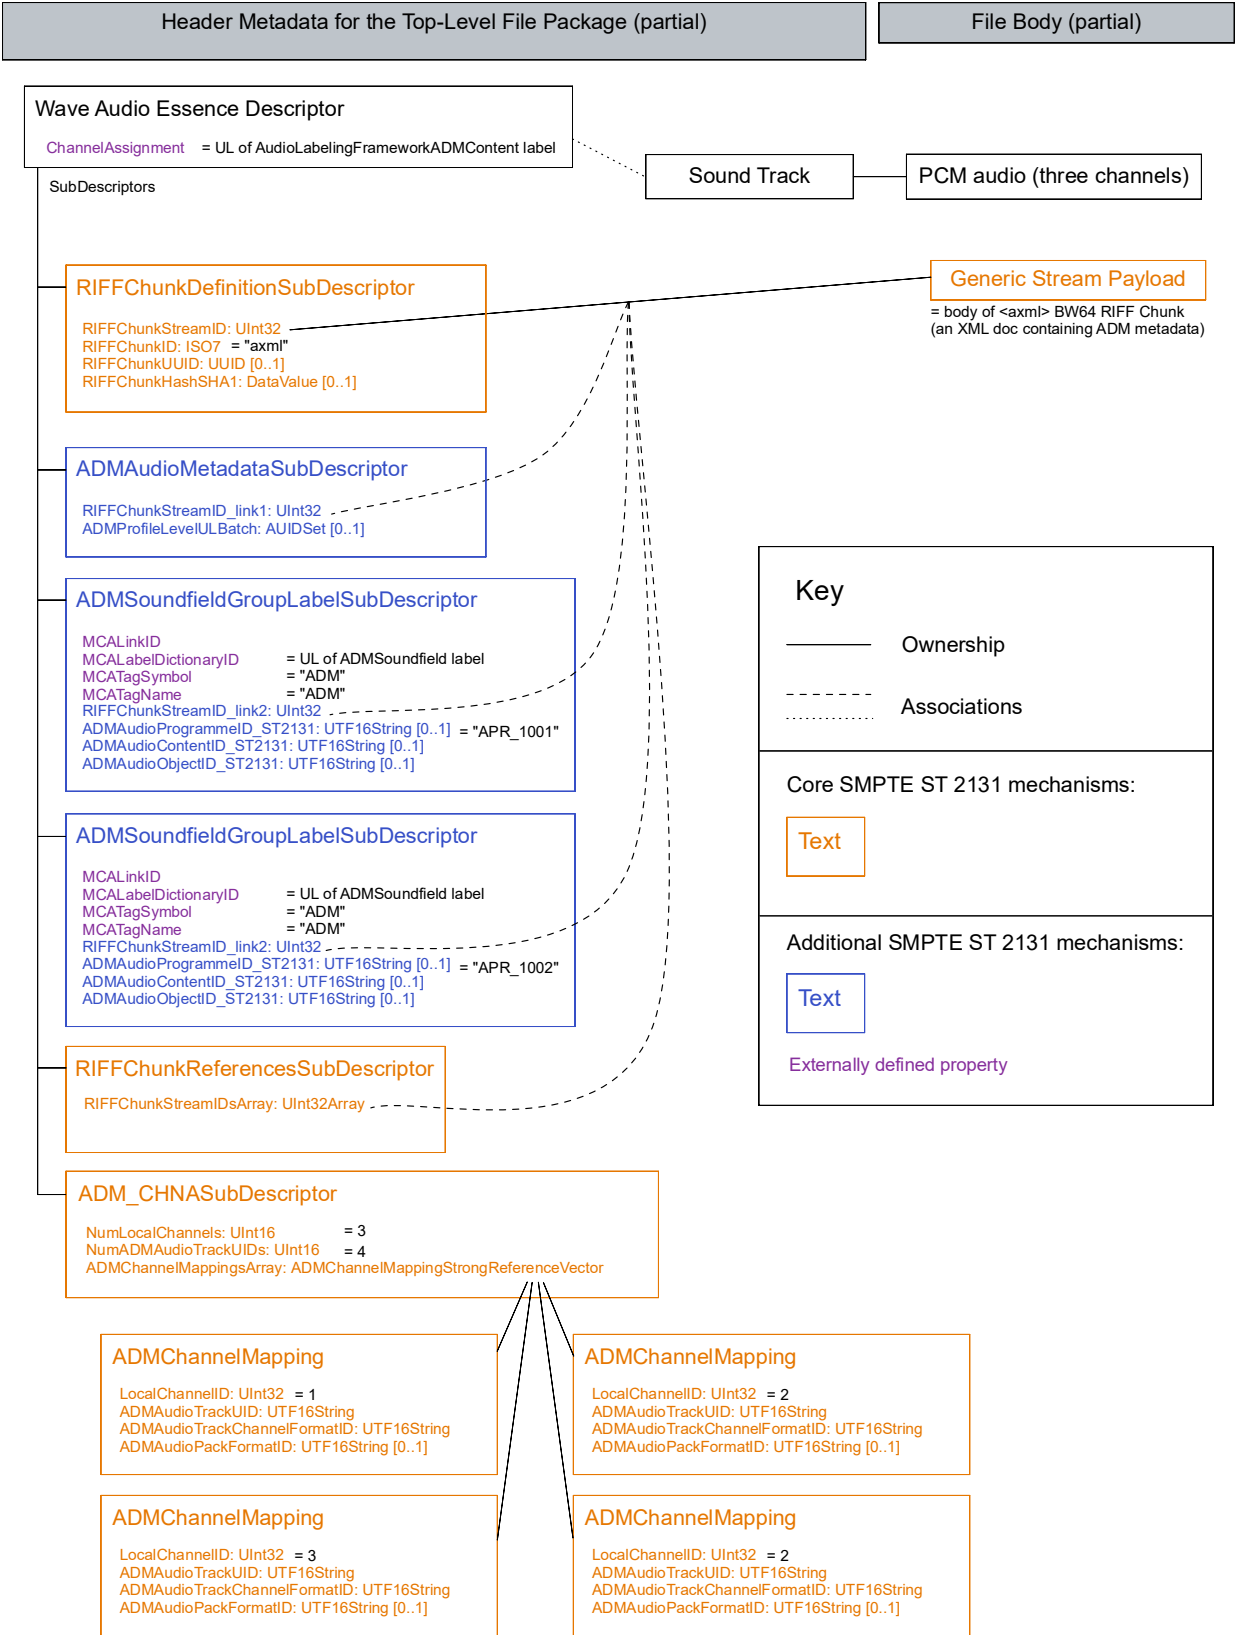 Header Metadata for the Top-Level File Package (partial)
File Body (partial)
Wave Audio Essence Descriptor
ChannelAssignment = UL of AudioLabelingFrameworkADMContent label
SubDescriptors
Sound Track
PCM audio (three channels)
RIFFChunkDefinitionSubDescriptor
RIFFChunkStreamID: UInt32
RIFFChunkID: ISO7 = "axml"
RIFFChunkUUID: UUID [0..1]
RIFFChunkHashSHA1: DataValue [0..1]
Generic Stream Payload
= body of <axml> BW64 RIFF Chunk
(an XML doc containing ADM metadata)
ADMAudioMetadataSubDescriptor
RIFFChunkStreamID_link1: UInt32
ADMProfileLevelULBatch: AUIDSet [0..1]
ADMSoundfieldGroupLabelSubDescriptor
MCALinkID
MCALabelDictionaryID = UL of ADMSoundfield label
MCATagSymbol = "ADM"
MCATagName = "ADM"
RIFFChunkStreamID_link2: UInt32
ADMAudioProgrammeID_ST2131: UTF16String [0..1] = "APR_1001"
ADMAudioContentID_ST2131: UTF16String [0..1]
ADMAudioObjectID_ST2131: UTF16String [0..1]
ADMSoundfieldGroupLabelSubDescriptor
MCALinkID
MCALabelDictionaryID = UL of ADMSoundfield label
MCATagSymbol = "ADM"
MCATagName = "ADM"
RIFFChunkStreamID_link2: UInt32
ADMAudioProgrammeID_ST2131: UTF16String [0..1] = "APR_1002"
ADMAudioContentID_ST2131: UTF16String [0..1]
ADMAudioObjectID_ST2131: UTF16String [0..1]
RIFFChunkReferencesSubDescriptor
RIFFChunkStreamIDsArray: UInt32Array
ADM_CHNASubDescriptor
NumLocalChannels: UInt16 = 3
NumADMAudioTrackUIDs: UInt16 = 4
ADMChannelMappingsArray: ADMChannelMappingStrongReferenceVector
ADMChannelMapping
LocalChannelID: UInt32 = 1
ADMAudioTrackUID: UTF16String
ADMAudioTrackChannelFormatID: UTF16String
ADMAudioPackFormatID: UTF16String [0..1]
ADMChannelMapping
LocalChannelID: UInt32 = 2
ADMAudioTrackUID: UTF16String
ADMAudioTrackChannelFormatID: UTF16String
ADMAudioPackFormatID: UTF16String [0..1]
ADMChannelMapping
LocalChannelID: UInt32 = 3
ADMAudioTrackUID: UTF16String
ADMAudioTrackChannelFormatID: UTF16String
ADMAudioPackFormatID: UTF16String [0..1]
ADMChannelMapping
LocalChannelID: UInt32 = 2
ADMAudioTrackUID: UTF16String
ADMAudioTrackChannelFormatID: UTF16String
ADMAudioPackFormatID: UTF16String [0..1]
Key
Ownership
Associations
Core SMPTE ST 2131 mechanisms:
Text
Additional SMPTE ST 2131 mechanisms:
Text
Externally defined property